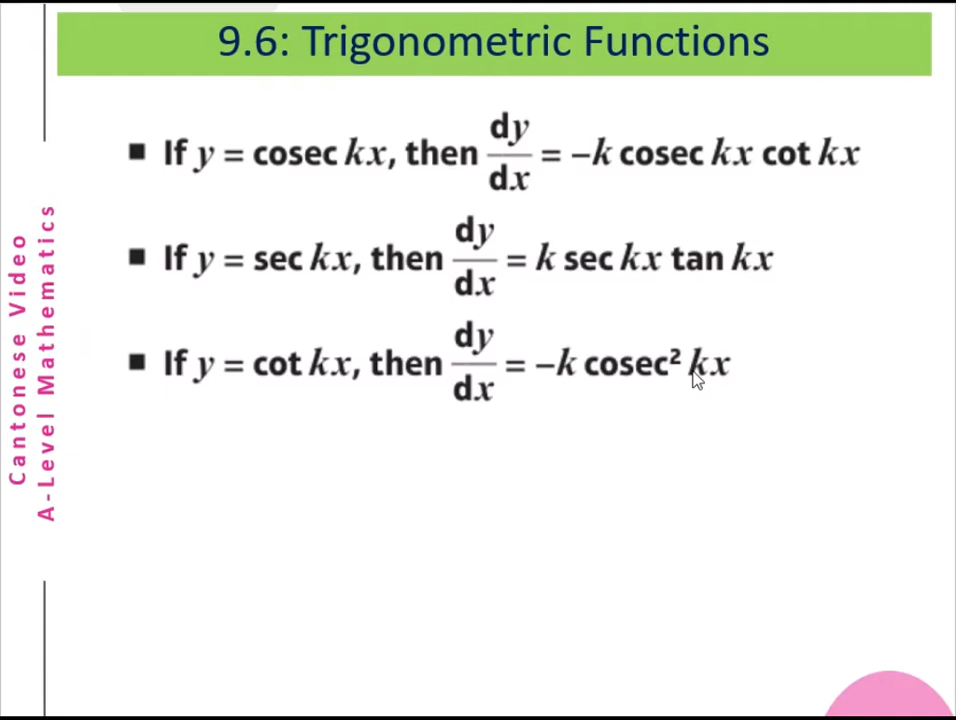 9.6: Trigonometric Functions
■ If y = cosec kx, then dy/dx = −k cosec kx cot kx
■ If y = sec kx, then dy/dx = k sec kx tan kx
■ If y = cot kx, then dy/dx = −k cosec² kx
Cantonese Video
A-Level Mathematics